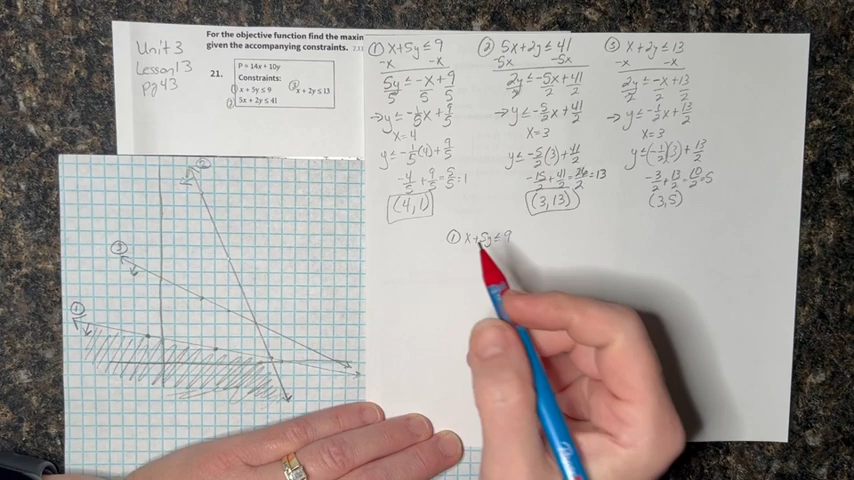 Unit 3
Lesson 13
pg 43
For the objective function find the maxim
given the accompanying constraints.
21.
P = 14x + 10y
Constraints:
① x + 5y ≤ 9
② 5x + 2y ≤ 41
③ x + 2y ≤ 13
① x+5y ≤ 9
-x -x
5y/5 ≤ -x/5 + 9/5
→ y ≤ -1/5 x + 9/5
x=4
y ≤ -1/5 (4) + 9/5
-4/5 + 9/5 = 5/5 = 1
(4,1)
② 5x+2y ≤ 41
-5x -5x
2y/2 ≤ -5x/2 + 41/2
→ y ≤ -5/2 x + 41/2
x=3
y ≤ -5/2 (3) + 41/2
-15/2 + 41/2 = 26/2 = 13
(3,13)
③ x+2y ≤ 13
-x -x
2y/2 ≤ -x/2 + 13/2
→ y ≤ -1/2 x + 13/2
x=3
y ≤ (-1/2)(3) + 13/2
-3/2 + 13/2 = 10/2 = 5
(3,5)
① x+5y ≤ 9
②
③
①